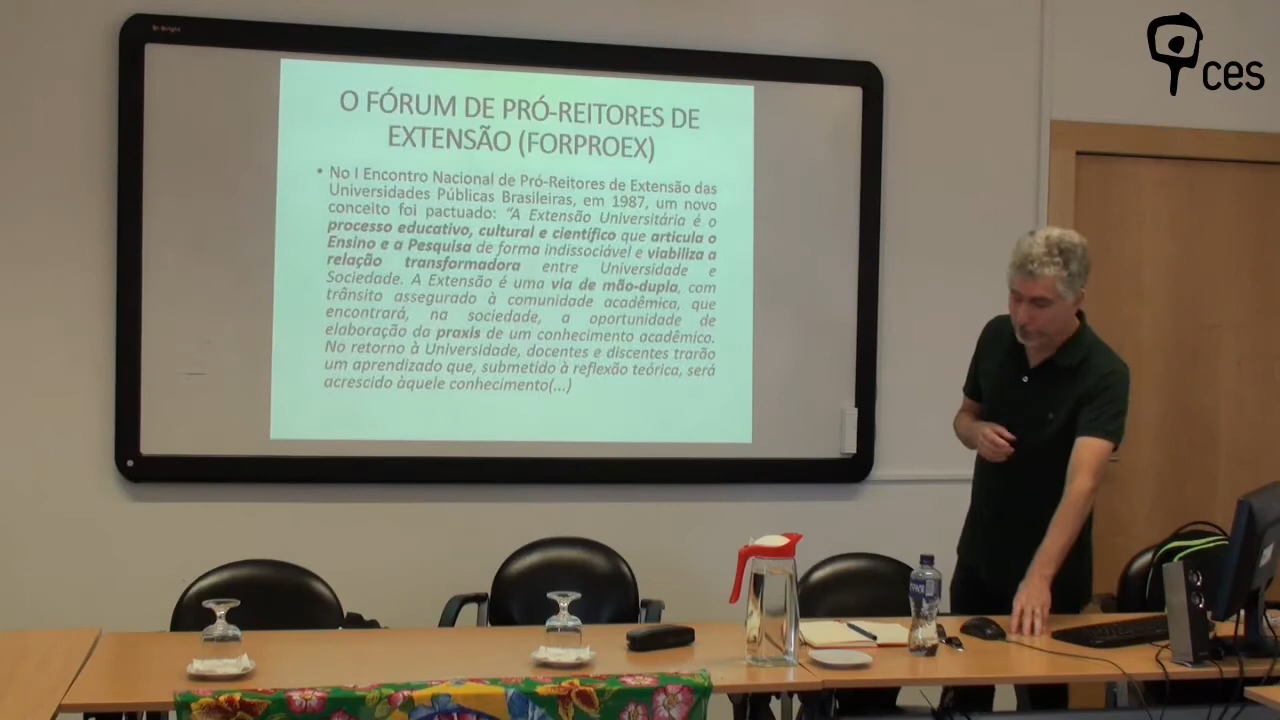 ces
O FÓRUM DE PRÓ-REITORES DE
EXTENSÃO (FORPROEX)
• No I Encontro Nacional de Pró-Reitores de Extensão das
Universidades Públicas Brasileiras, em 1987, um novo
conceito foi pactuado: “A Extensão Universitária é o
processo educativo, cultural e científico que articula o
Ensino e a Pesquisa de forma indissociável e viabiliza a
relação transformadora entre Universidade e
Sociedade. A Extensão é uma via de mão-dupla, com
trânsito assegurado à comunidade acadêmica, que
encontrará, na sociedade, a oportunidade de
elaboração da praxis de um conhecimento acadêmico.
No retorno à Universidade, docentes e discentes trarão
um aprendizado que, submetido à reflexão teórica, será
acrescido àquele conhecimento(...)